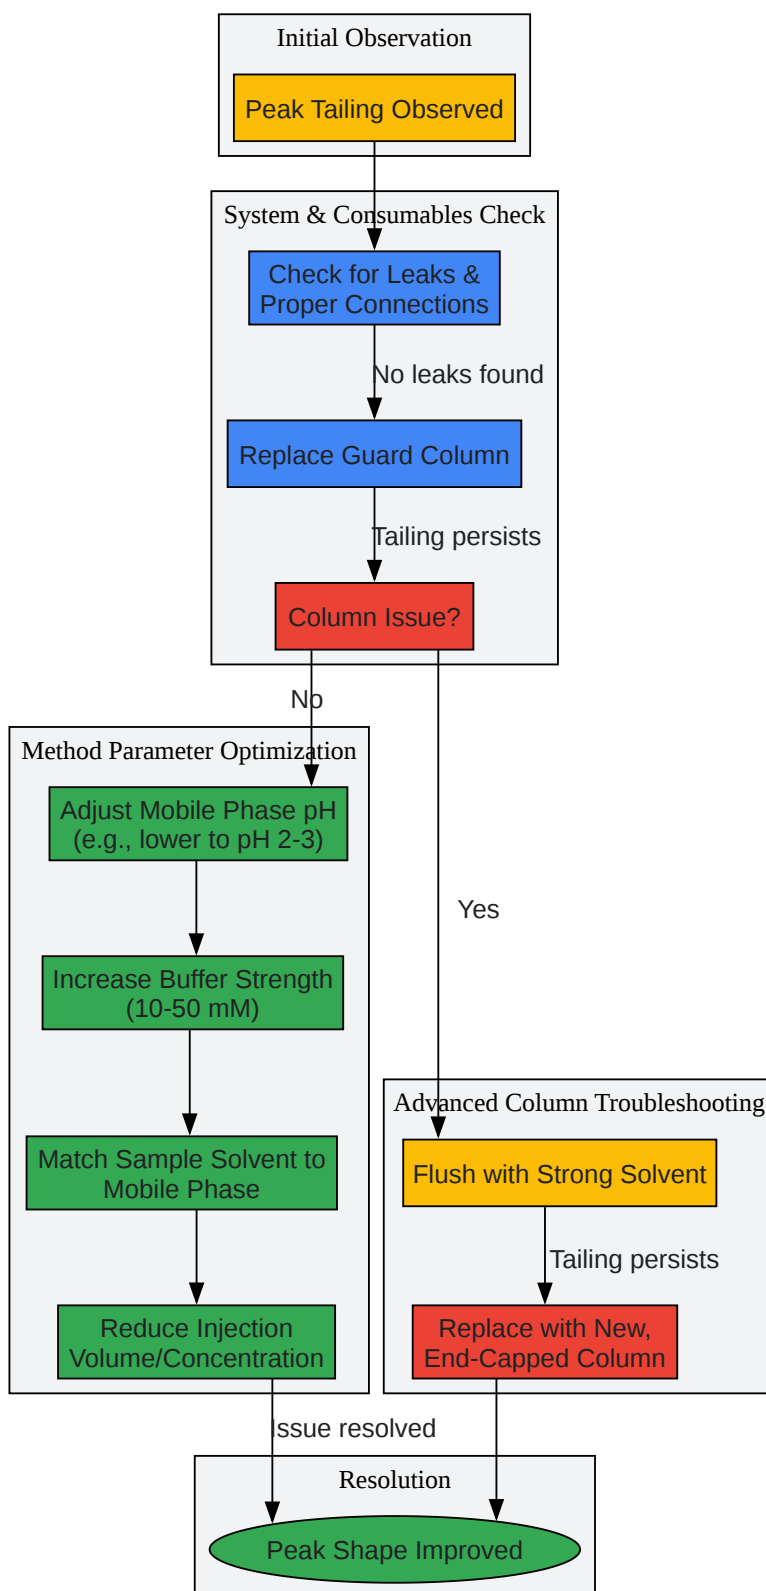 Initial Observation
Peak Tailing Observed
System & Consumables Check
Check for Leaks &
Proper Connections
No leaks found
Replace Guard Column
Tailing persists
Column Issue?
No
Method Parameter Optimization
Adjust Mobile Phase pH
(e.g., lower to pH 2-3)
Yes
Increase Buffer Strength
(10-50 mM)
Advanced Column Troubleshooting
Match Sample Solvent to
Mobile Phase
Flush with Strong Solvent
Tailing persists
Reduce Injection
Volume/Concentration
Replace with New,
End-Capped Column
Issue resolved
Resolution
Peak Shape Improved